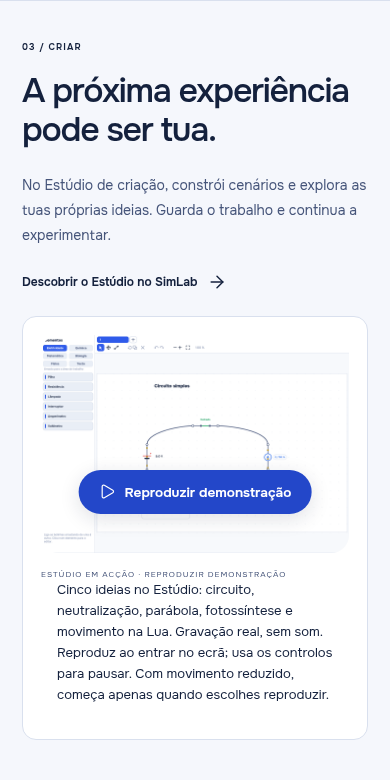 03 / CRIAR
A próxima experiência
pode ser tua.
No Estúdio de criação, constrói cenários e explora as
tuas próprias ideias. Guarda o trabalho e continua a
experimentar.
Descobrir o Estúdio no SimLab
Circuito simples
Reproduzir demonstração
ESTÚDIO EM ACÇÃO · REPRODUZIR DEMONSTRAÇÃO
Cinco ideias no Estúdio: circuito,
neutralização, parábola, fotossíntese e
movimento na Lua. Gravação real, sem som.
Reproduz ao entrar no ecrã; usa os controlos
para pausar. Com movimento reduzido,
começa apenas quando escolhes reproduzir.